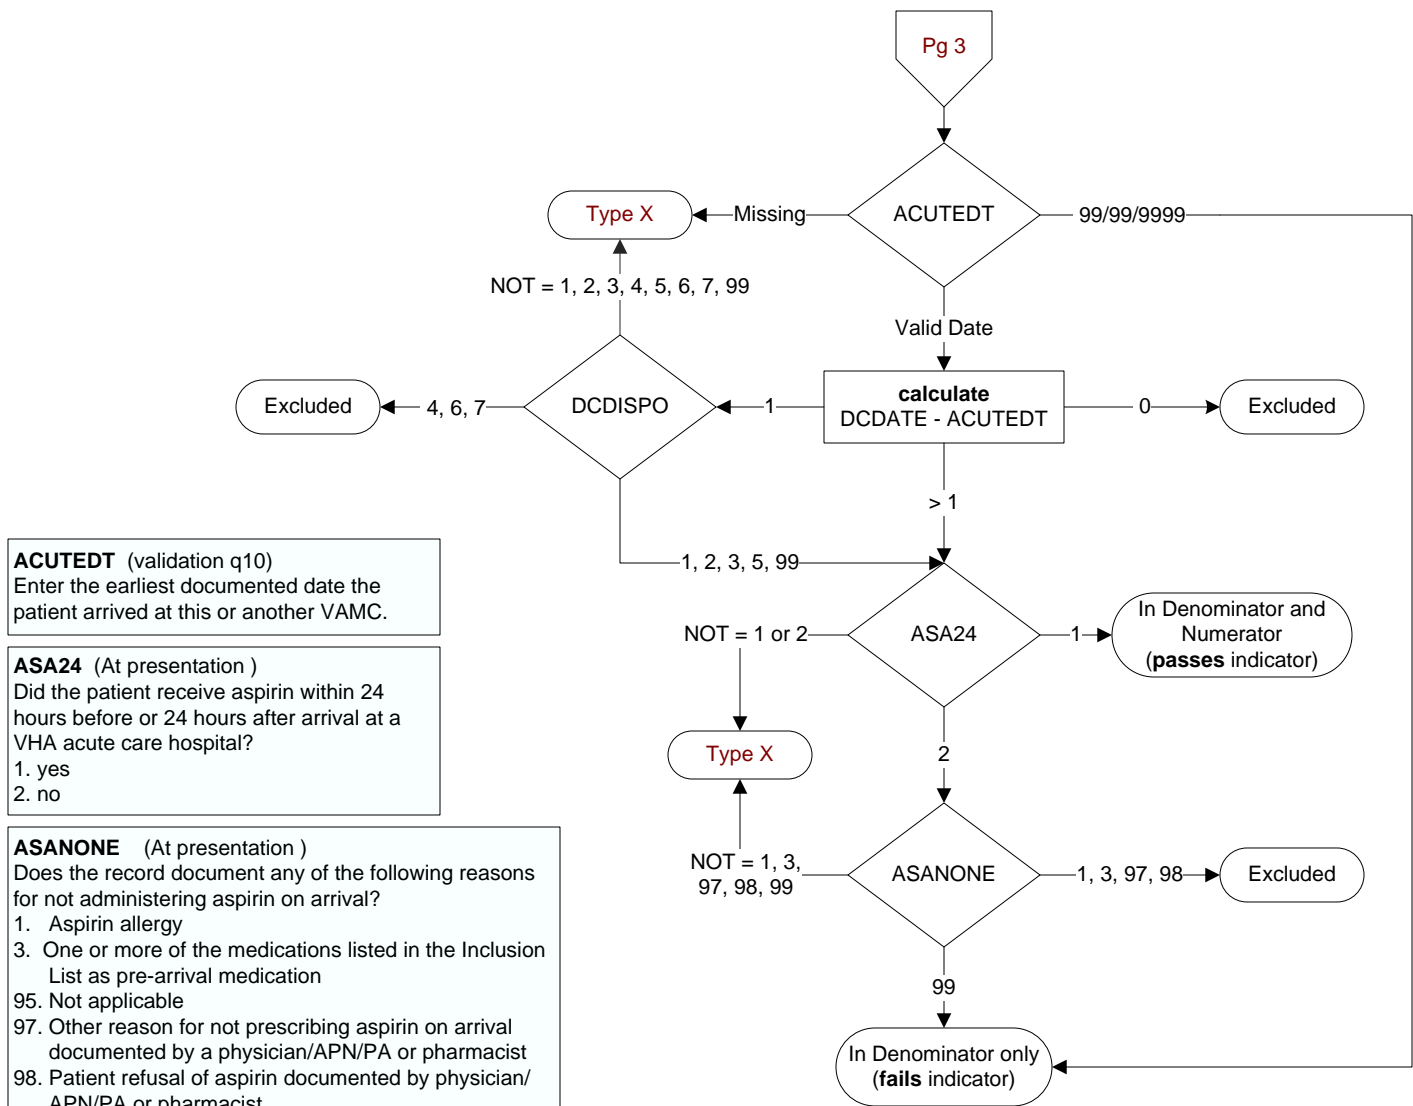 Pg 3
ACUTEDT
Missing
Type X
99/99/9999
NOT = 1, 2, 3, 4, 5, 6, 7, 99
Valid Date
calculate
DCDATE - ACUTEDT
1
DCDISPO
4, 6, 7
Excluded
0
Excluded
> 1
1, 2, 3, 5, 99
ASA24
NOT = 1 or 2
1
In Denominator and
Numerator
(passes indicator)
Type X
2
ASANONE
NOT = 1, 3,
97, 98, 99
1, 3, 97, 98
Excluded
99
In Denominator only
(fails indicator)
ACUTEDT (validation q10)
Enter the earliest documented date the
patient arrived at this or another VAMC.
ASA24 (At presentation )
Did the patient receive aspirin within 24
hours before or 24 hours after arrival at a
VHA acute care hospital?
1. yes
2. no
ASANONE (At presentation )
Does the record document any of the following reasons
for not administering aspirin on arrival?
1. Aspirin allergy
3. One or more of the medications listed in the Inclusion
List as pre-arrival medication
95. Not applicable
97. Other reason for not prescribing aspirin on arrival
documented by a physician/APN/PA or pharmacist
98. Patient refusal of aspirin documented by physician/
APN/PA or pharmacist